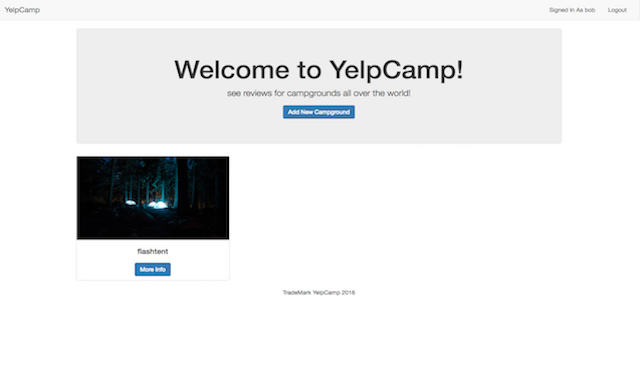 YelpCamp
Signed In As bob
Logout
Welcome to YelpCamp!
see reviews for campgrounds all over the world!
Add New Campground
flashtent
More Info
TradeMark YelpCamp 2016